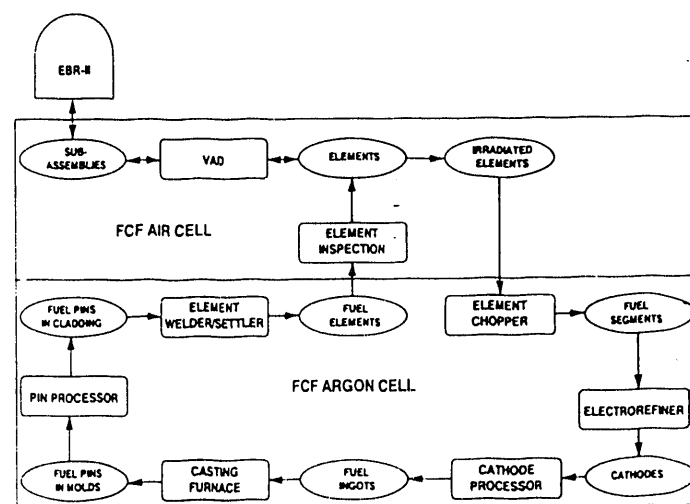 EBR-II
SUB-
ASSEMBLIES
VAD
ELEMENTS
IRRADIATED
ELEMENTS
FCF AIR CELL
ELEMENT
INSPECTION
FUEL PINS
IN CLADDING
ELEMENT
WELDER/SETTLER
FUEL
ELEMENTS
ELEMENT
CHOPPER
FUEL
SEGMENTS
PIN PROCESSOR
FCF ARGON CELL
ELECTROREFINER
FUEL PINS
IN MOLDS
CASTING
FURNACE
FUEL
INGOTS
CATHODE
PROCESSOR
CATHODES